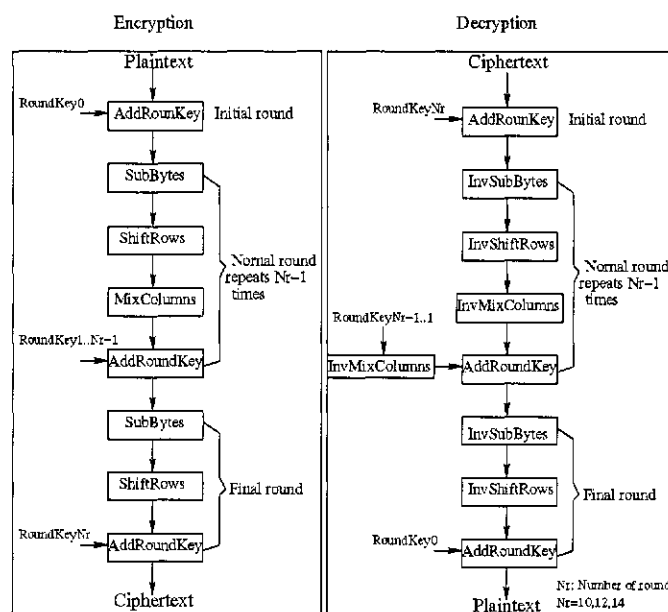 Encryption
Plaintext
RoundKey0
AddRounKey
Initial round
SubBytes
ShiftRows
MixColumns
Nornal round
repeats Nr-1
times
RoundKey1..Nr-1
AddRoundKey
SubBytes
ShiftRows
Final round
RoundKeyNr
AddRoundKey
Ciphertext
Decryption
Ciphertext
RoundKeyNr
AddRounKey
Initial round
InvSubBytes
InvShiftRows
Nornal round
repeats Nr-1
times
InvMixColumns
RoundKeyNr-1..1
InvMixColumns
AddRoundKey
InvSubBytes
InvShiftRows
Final round
RoundKey0
AddRoundKey
Plaintext
Nr: Number of round
Nr=10,12,14